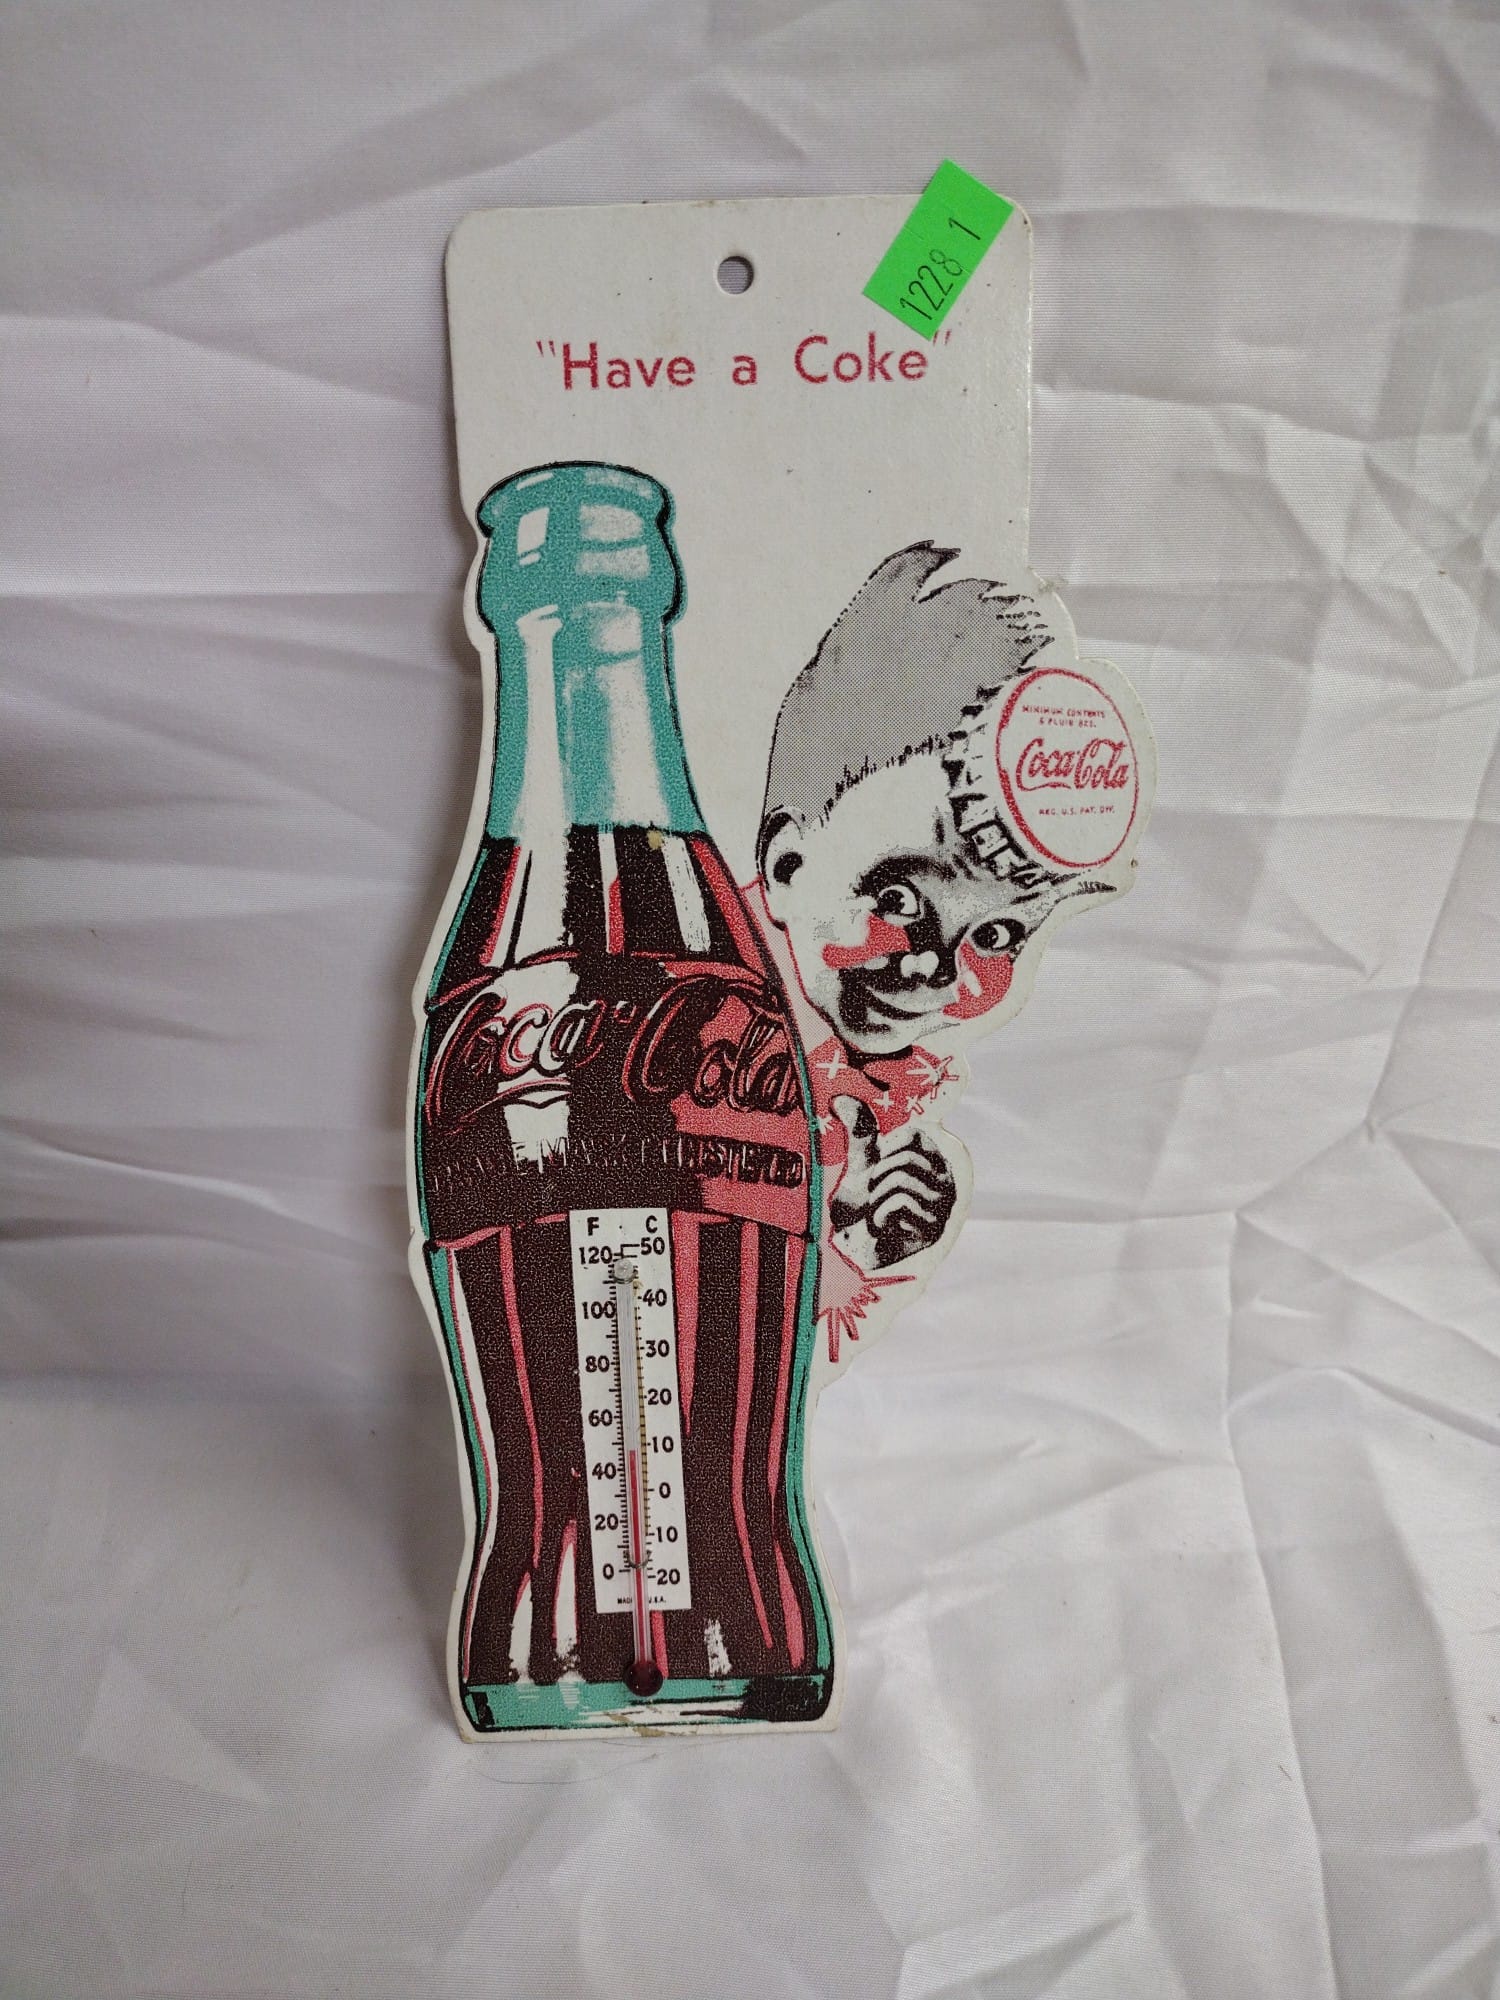 1228 1
"Have a Coke"
MINIMUM CONTENTS
6 FLUID OZS.
Coca-Cola
REG. U.S. PAT. OFF.
Coca-Cola
TRADE MARK REGISTERED
F C
120 50
100 40
80 30
60 20
40 10
20 0
0 10
20
MADE U.S.A.